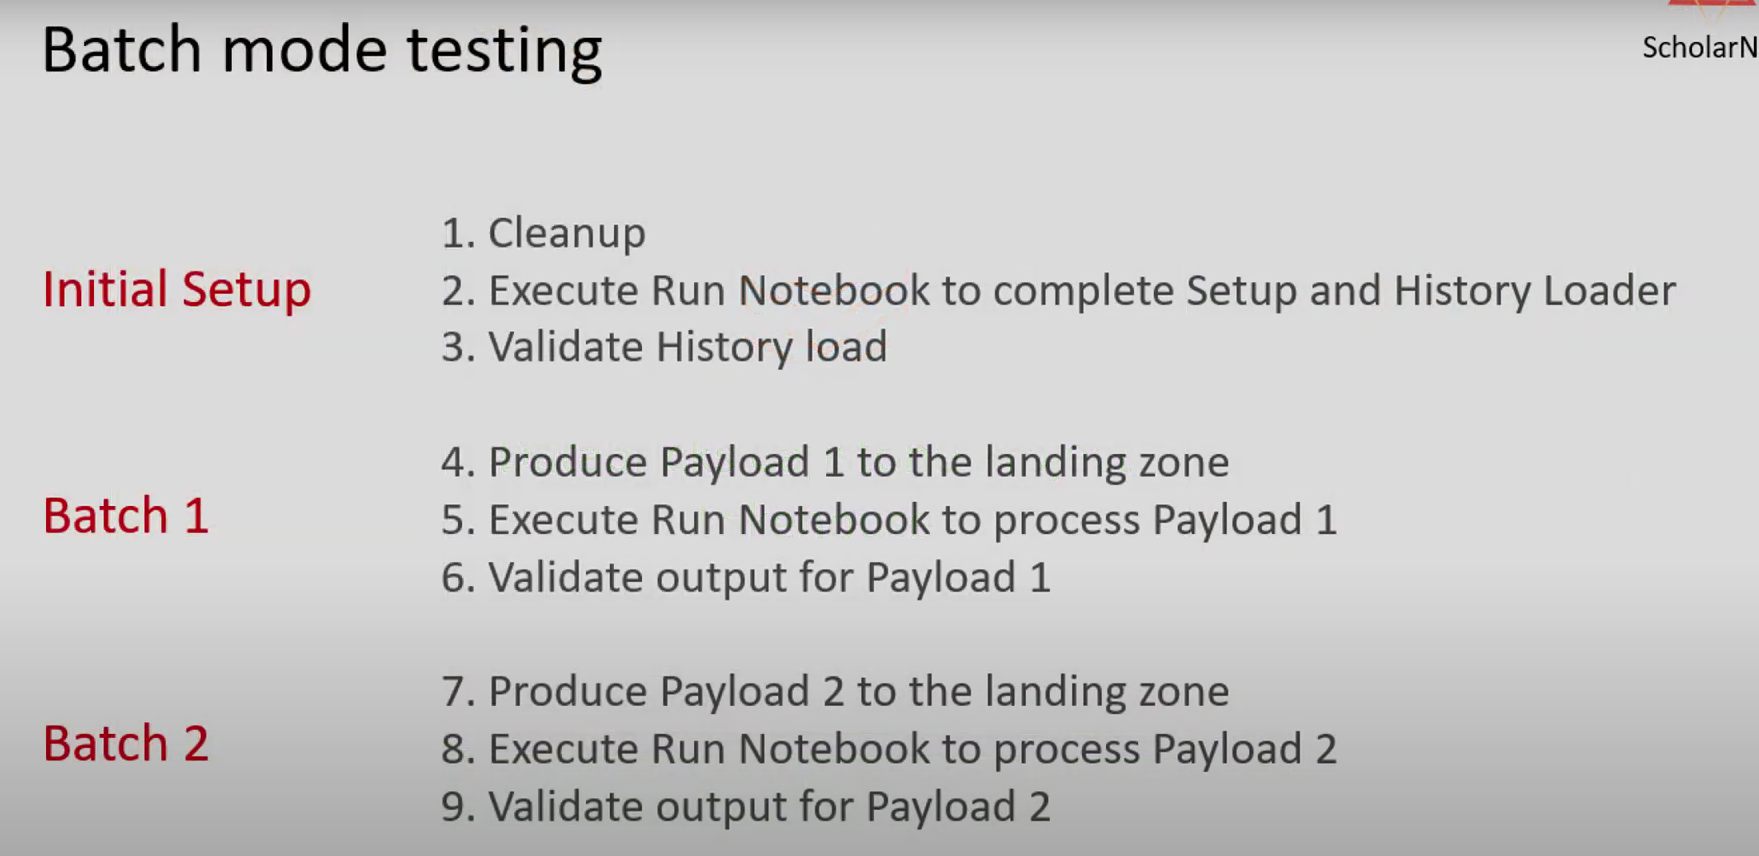 Batch mode testing
ScholarN
Initial Setup
1. Cleanup
2. Execute Run Notebook to complete Setup and History Loader
3. Validate History load
Batch 1
4. Produce Payload 1 to the landing zone
5. Execute Run Notebook to process Payload 1
6. Validate output for Payload 1
Batch 2
7. Produce Payload 2 to the landing zone
8. Execute Run Notebook to process Payload 2
9. Validate output for Payload 2